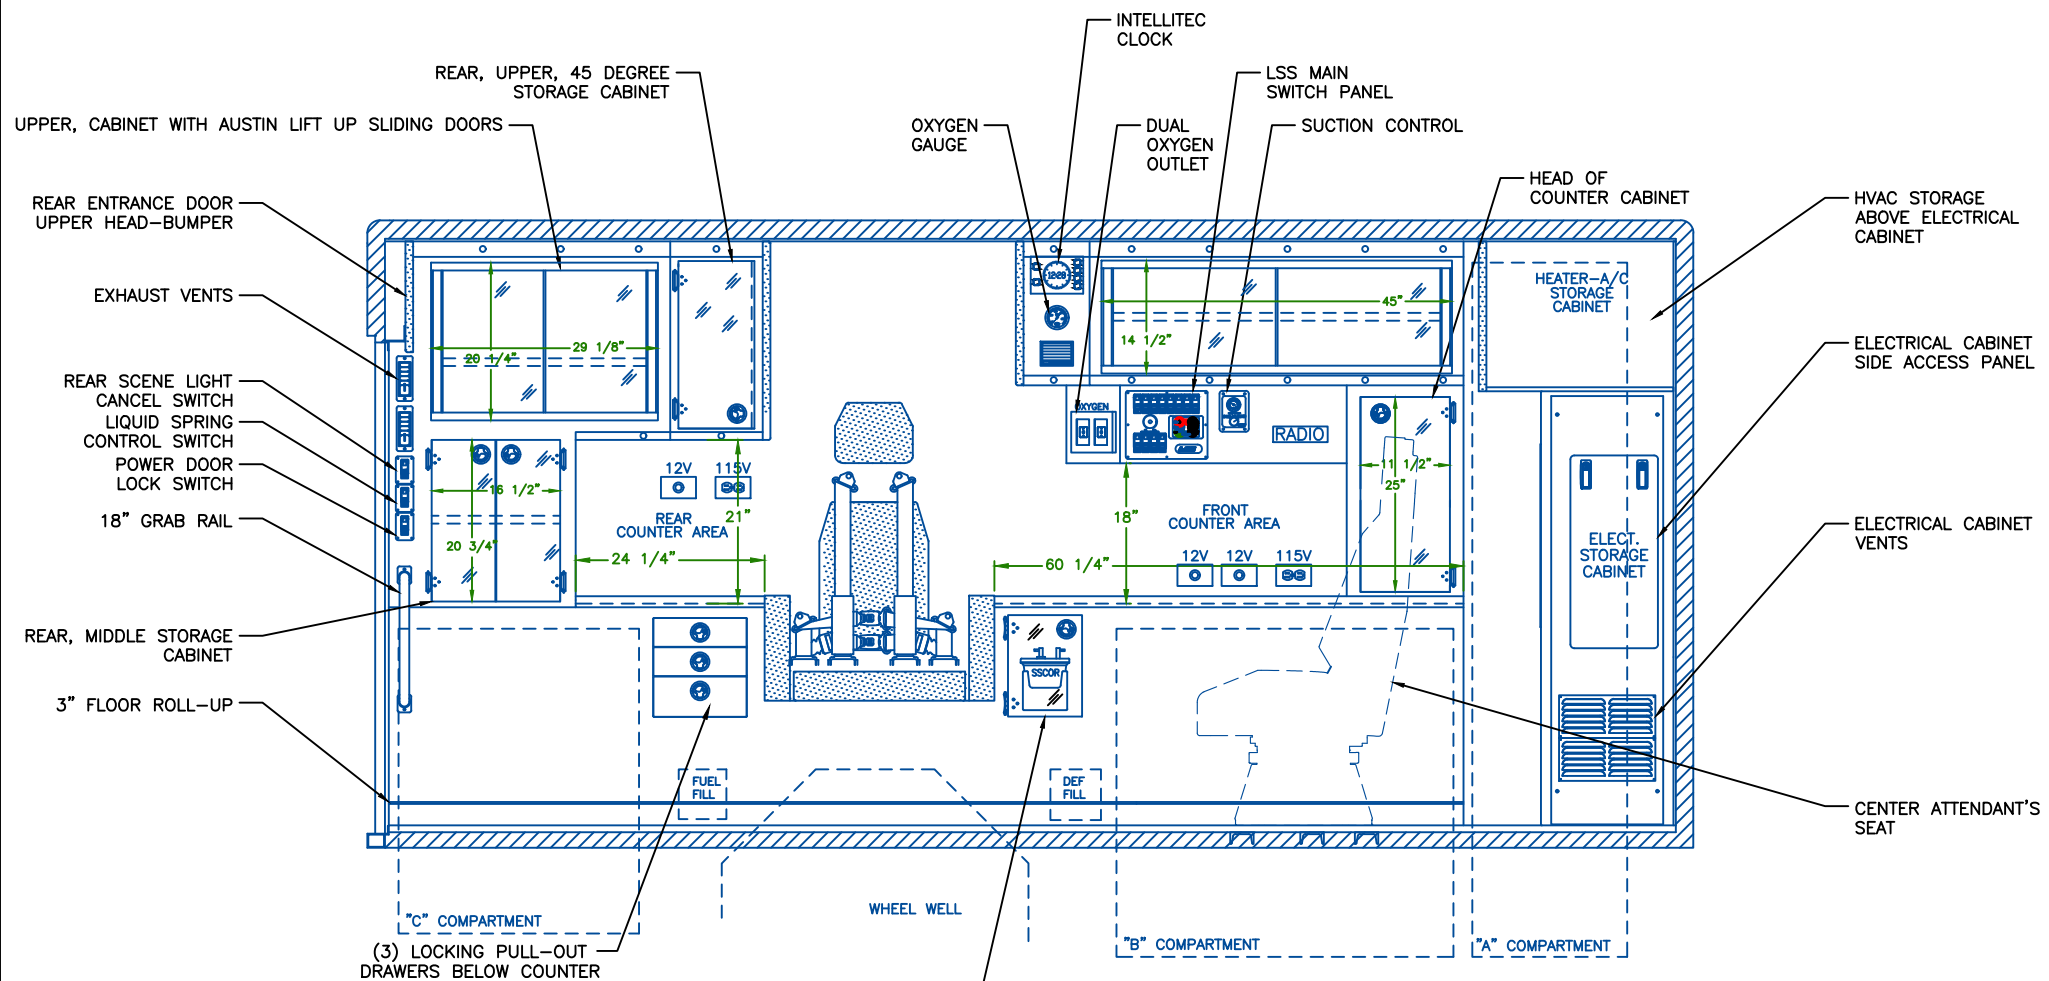 INTELLITEC
CLOCK
REAR, UPPER, 45 DEGREE
STORAGE CABINET
LSS MAIN
SWITCH PANEL
UPPER, CABINET WITH AUSTIN LIFT UP SLIDING DOORS
OXYGEN
GAUGE
DUAL
OXYGEN
OUTLET
SUCTION CONTROL
HEAD OF
COUNTER CABINET
REAR ENTRANCE DOOR
UPPER HEAD-BUMPER
HVAC STORAGE
ABOVE ELECTRICAL
CABINET
EXHAUST VENTS
12:28
HEATER-A/C
STORAGE
CABINET
45"
14 1/2"
29 1/8"
20 1/4"
ELECTRICAL CABINET
SIDE ACCESS PANEL
REAR SCENE LIGHT
CANCEL SWITCH
LIQUID SPRING
CONTROL SWITCH
POWER DOOR
LOCK SWITCH
18" GRAB RAIL
OXYGEN
RADIO
11 1/2"
25"
12V
115V
16 1/2"
21"
REAR
COUNTER AREA
18"
FRONT
COUNTER AREA
ELECTRICAL CABINET
VENTS
ELECT.
STORAGE
CABINET
20 3/4"
24 1/4"
60 1/4"
12V
12V
115V
REAR, MIDDLE STORAGE
CABINET
SSCOR
3" FLOOR ROLL-UP
FUEL
FILL
DEF
FILL
CENTER ATTENDANT'S
SEAT
WHEEL WELL
"C" COMPARTMENT
"B" COMPARTMENT
"A" COMPARTMENT
(3) LOCKING PULL-OUT
DRAWERS BELOW COUNTER